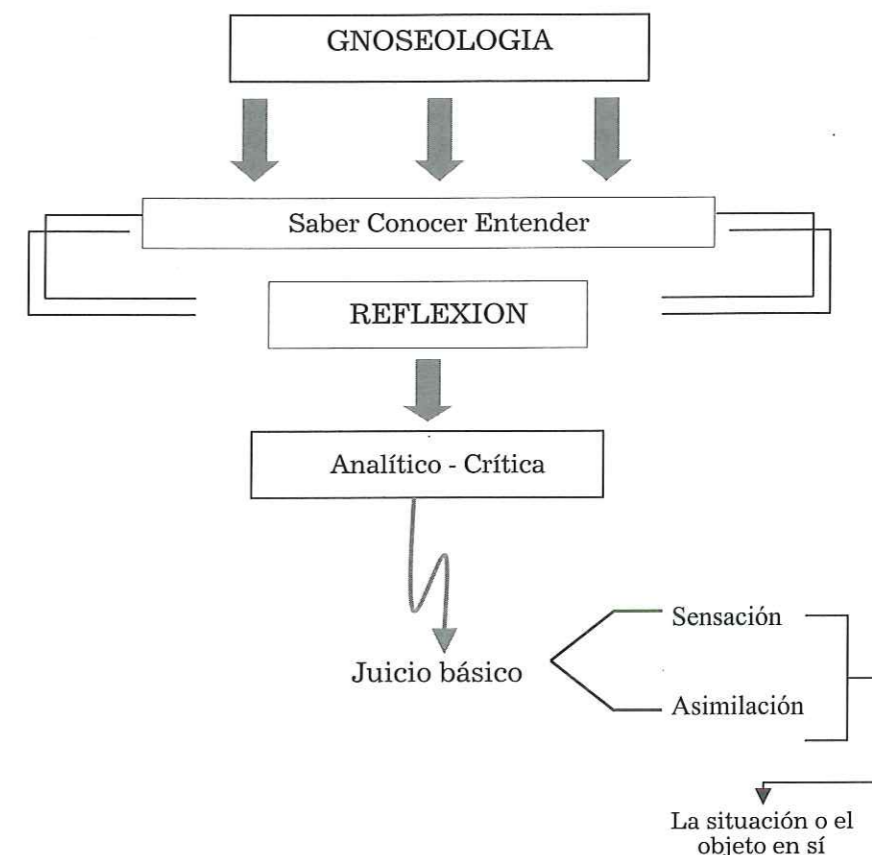 GNOSEOLOGIA
Saber Conocer Entender
REFLEXION
Analítico - Crítica
Juicio básico
Sensación
Asimilación
La situación o el
objeto en sí